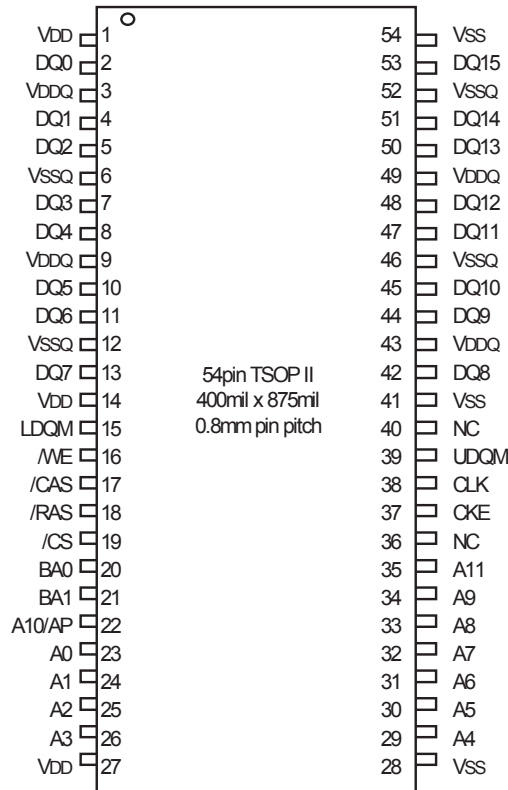 VDD 1 54 VSS
DQ0 2 53 DQ15
VDDQ 3 52 VSSQ
DQ1 4 51 DQ14
DQ2 5 50 DQ13
VSSQ 6 49 VDDQ
DQ3 7 48 DQ12
DQ4 8 47 DQ11
VDDQ 9 46 VSSQ
DQ5 10 45 DQ10
DQ6 11 44 DQ9
VSSQ 12 43 VDDQ
DQ7 13 54pin TSOP II 42 DQ8
VDD 14 400mil x 875mil 41 VSS
LDQM 15 0.8mm pin pitch 40 NC
/WE 16 39 UDQM
/CAS 17 38 CLK
/RAS 18 37 CKE
/CS 19 36 NC
BA0 20 35 A11
BA1 21 34 A9
A10/AP 22 33 A8
A0 23 32 A7
A1 24 31 A6
A2 25 30 A5
A3 26 29 A4
VDD 27 28 VSS